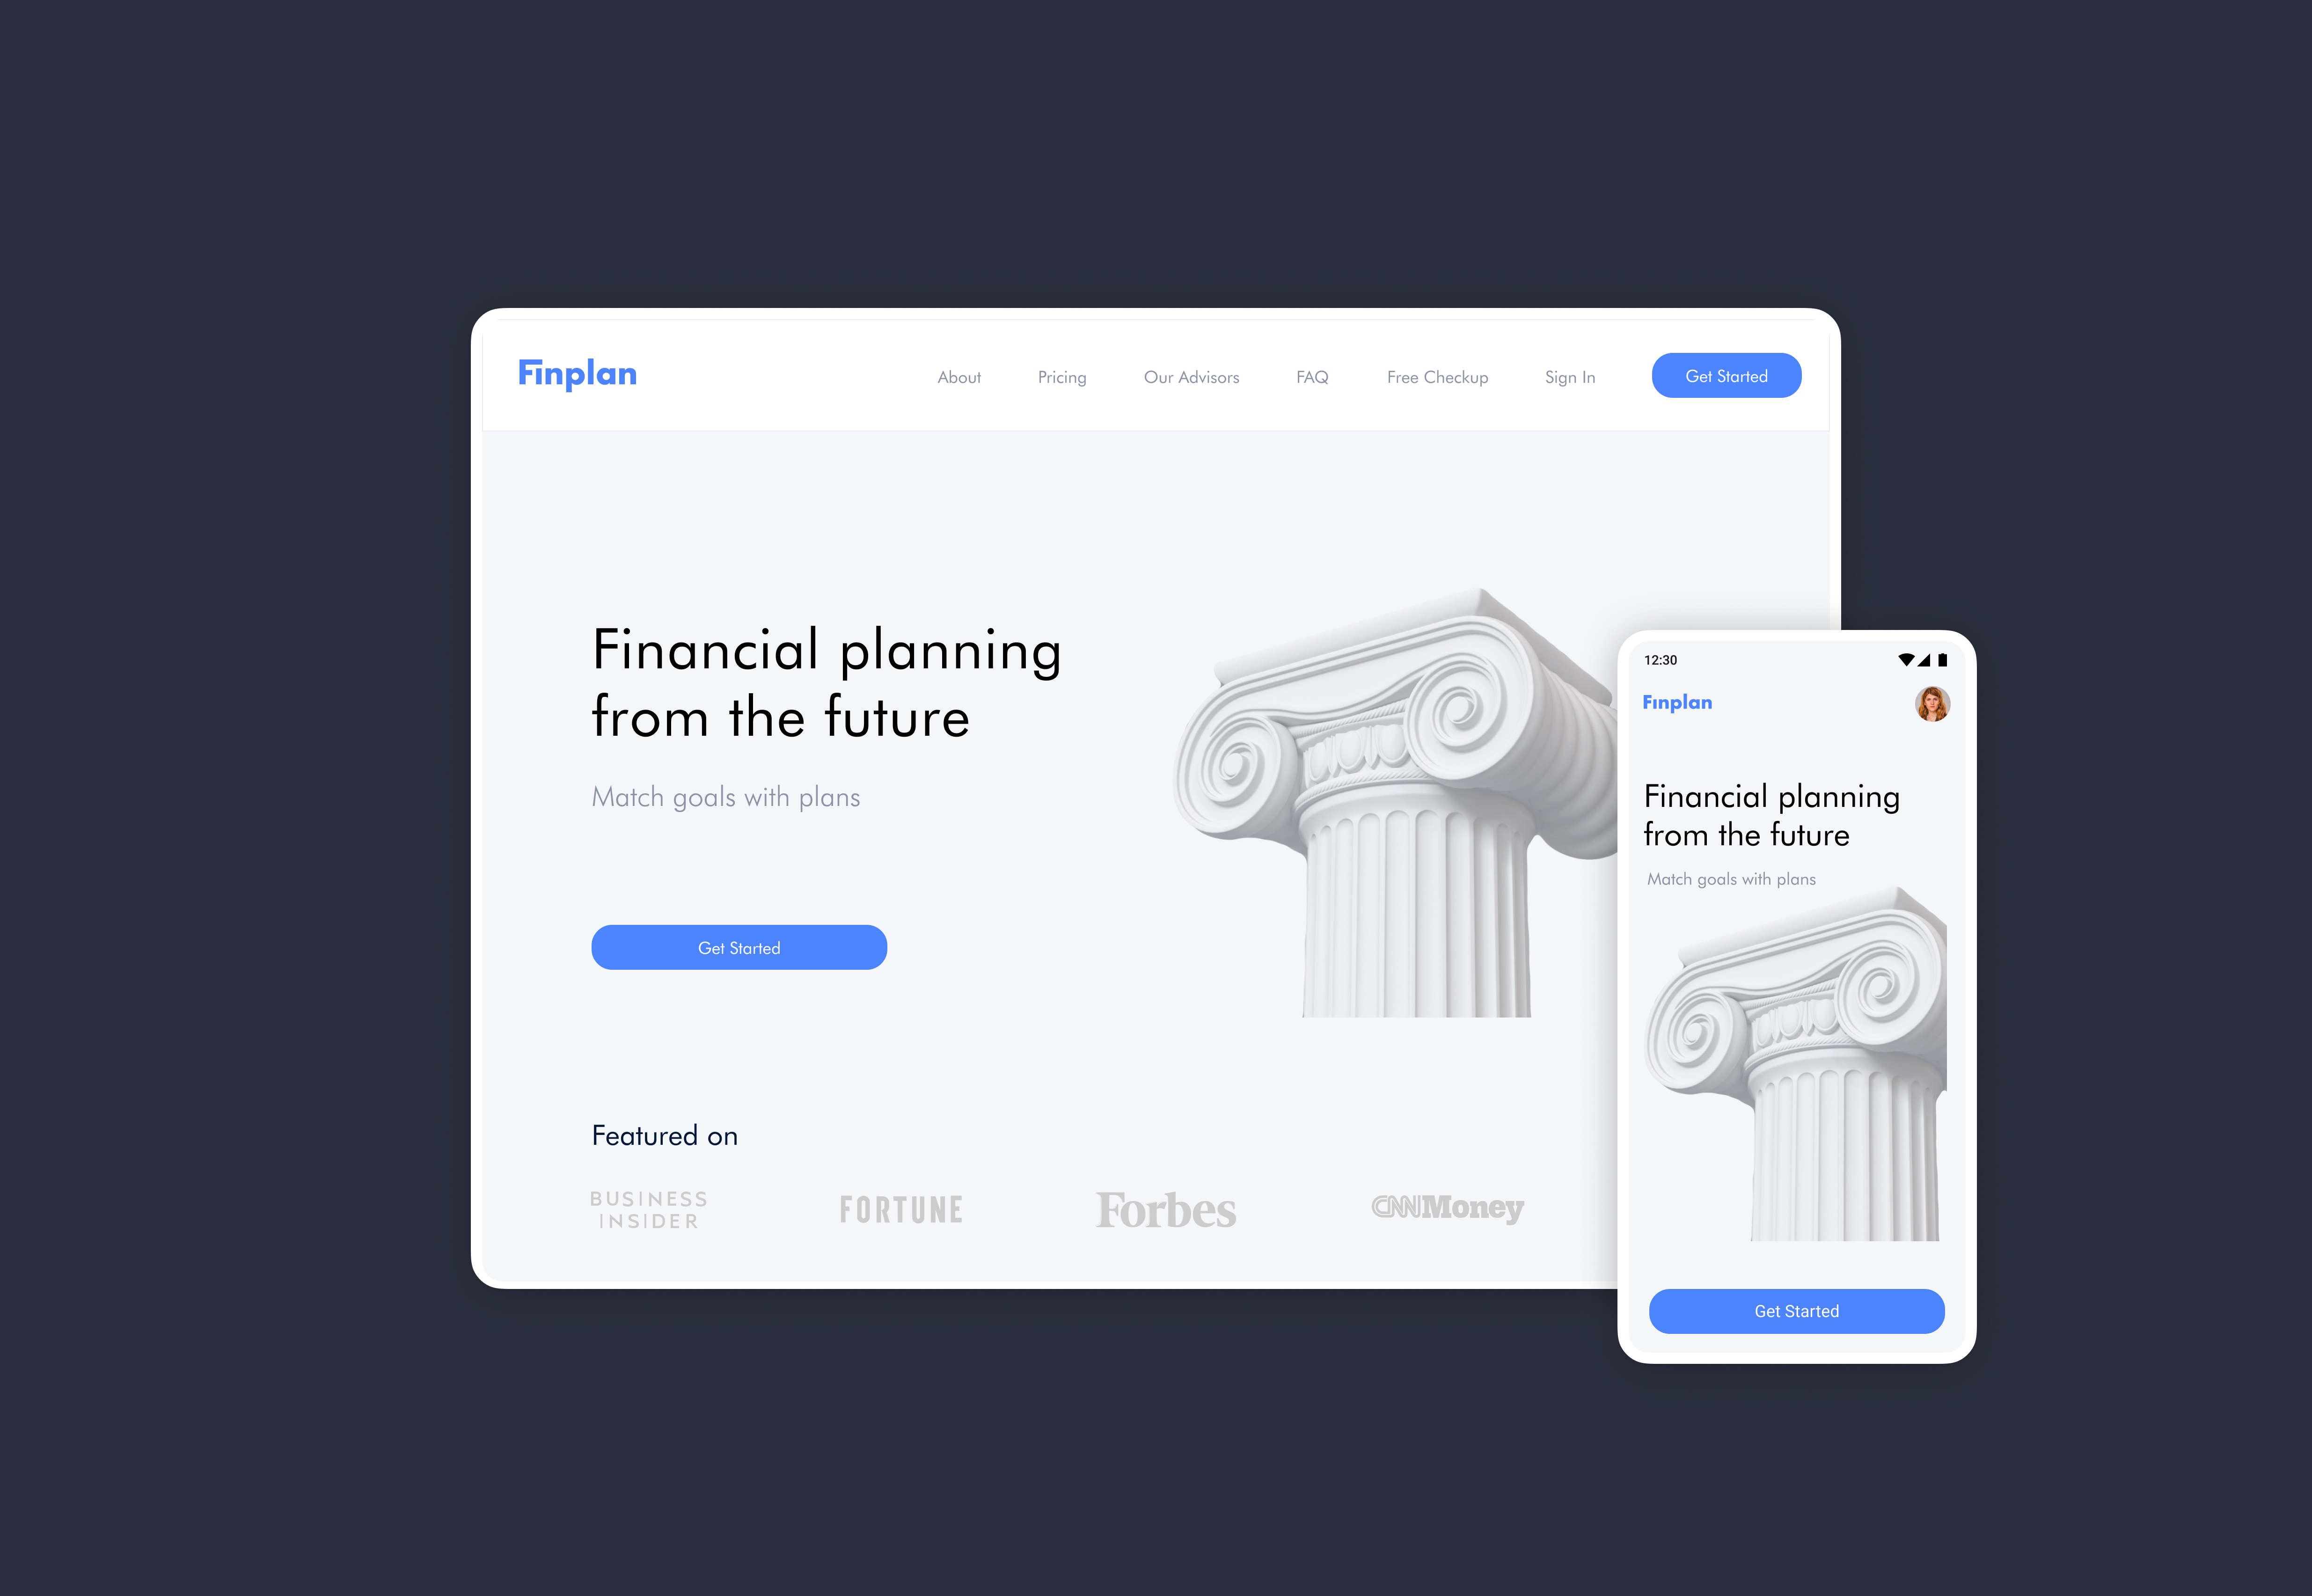 Finplan
About Pricing Our Advisors FAQ Free Checkup Sign In Get Started
Financial planning
from the future
Match goals with plans
Get Started
Featured on
BUSINESS
INSIDER
FORTUNE
Forbes
CNNMoney
12:30
Finplan
Financial planning
from the future
Match goals with plans
Get Started